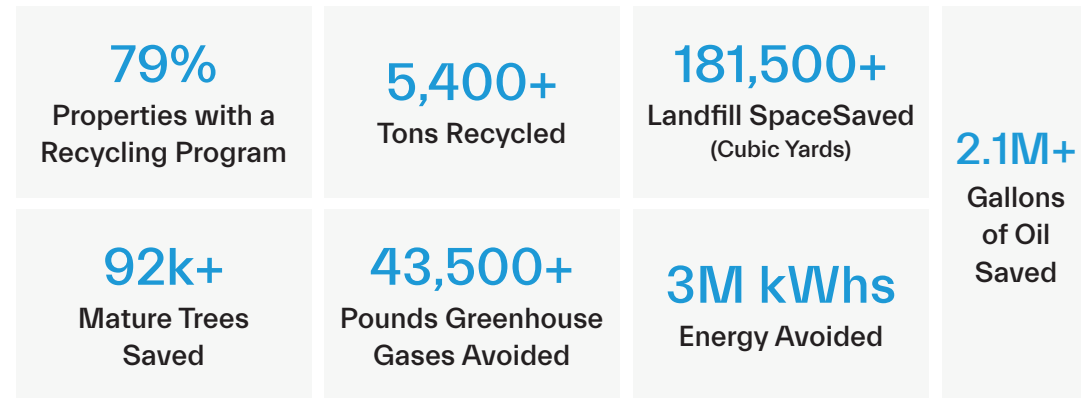 79%
Properties with a
Recycling Program
5,400+
Tons Recycled
181,500+
Landfill SpaceSaved
(Cubic Yards)
2.1M+
Gallons
of Oil
Saved
92k+
Mature Trees
Saved
43,500+
Pounds Greenhouse
Gases Avoided
3M kWhs
Energy Avoided